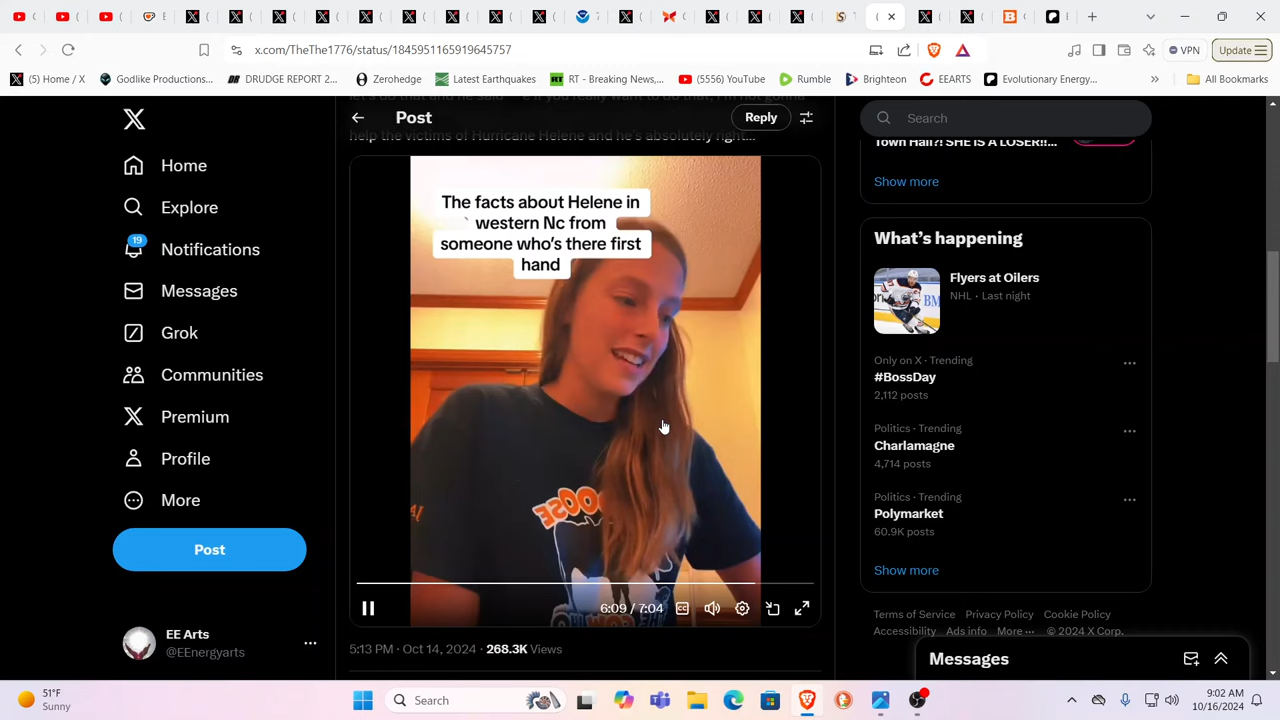 x.com/TheThe1776/status/1845951165919645757
VPN
Update
(5) Home / X
Godlike Productions...
DRUDGE REPORT 2...
Zerohedge
Latest Earthquakes
RT - Breaking News,...
(5556) YouTube
Rumble
Brighteon
EEARTS
Evolutionary Energy...
All Bookmarks
Post
Reply
help the victims of Hurricane Helene and he's absolutely right...
Home
Explore
19
Notifications
Messages
Grok
Communities
Premium
Profile
More
Post
EE Arts
@EEnergyarts
The facts about Helene in
western Nc from
someone who's there first
hand
6:09 / 7:04
5:13 PM · Oct 14, 2024 · 268.3K Views
Search
Town Hall?! SHE IS A LOSER!!...
Show more
What's happening
Flyers at Oilers
NHL · Last night
Only on X · Trending
#BossDay
2,112 posts
Politics · Trending
Charlamagne
4,714 posts
Politics · Trending
Polymarket
60.9K posts
Show more
Terms of Service Privacy Policy Cookie Policy
Accessibility Ads info More ... © 2024 X Corp.
Messages
51°F
Sunny
Search
9:02 AM
10/16/2024